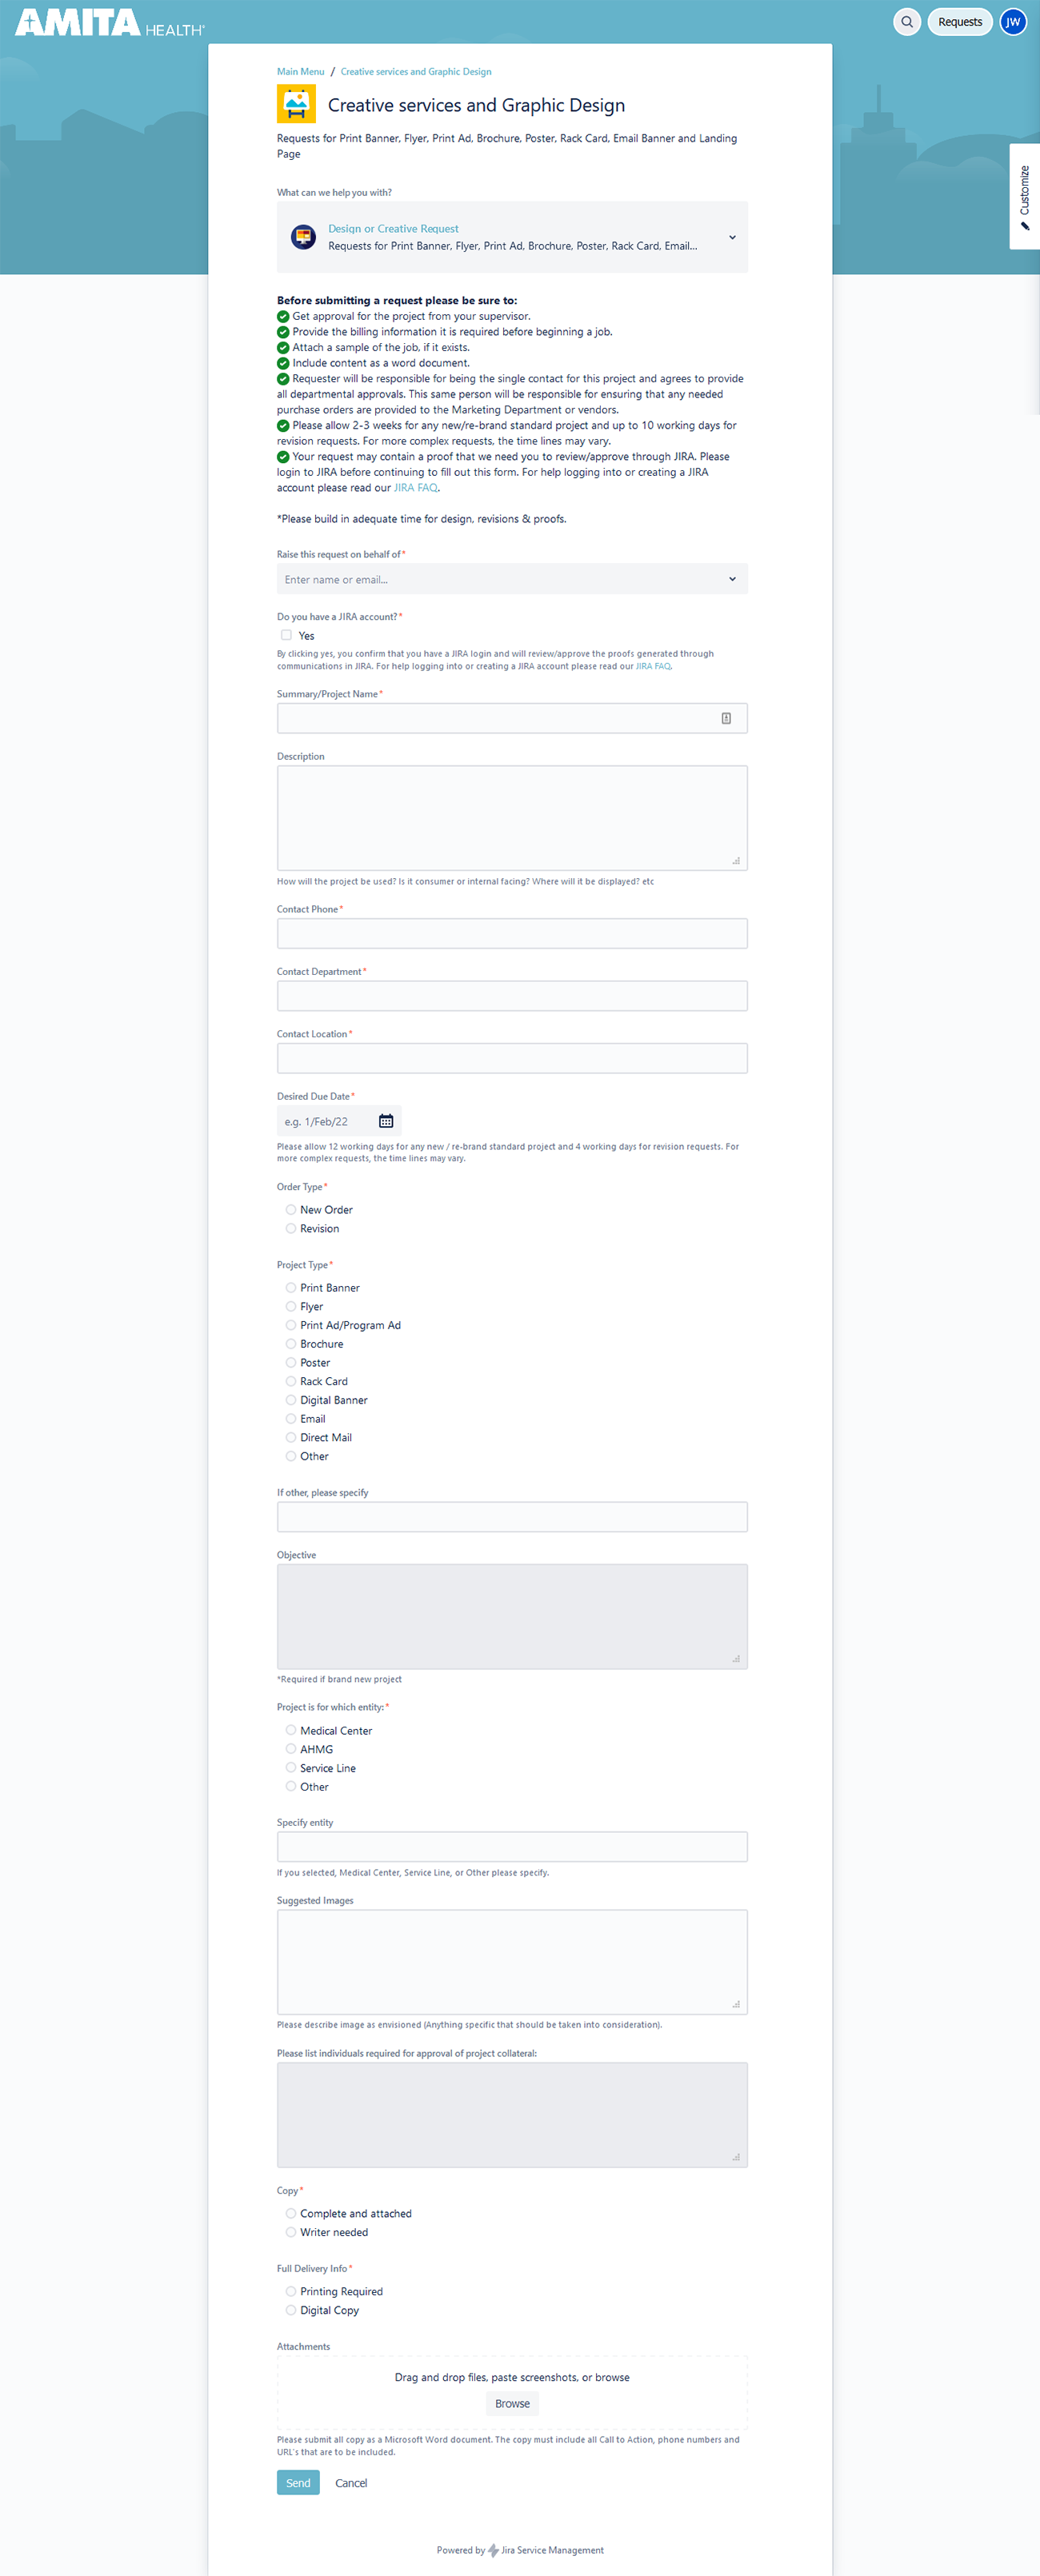 AMITA HEALTH
Requests
JW
Customize
Main Menu / Creative services and Graphic Design
Creative services and Graphic Design
Requests for Print Banner, Flyer, Print Ad, Brochure, Poster, Rack Card, Email Banner and Landing
Page
What can we help you with?
Design or Creative Request
Requests for Print Banner, Flyer, Print Ad, Brochure, Poster, Rack Card, Email...
Before submitting a request please be sure to:
Get approval for the project from your supervisor.
Provide the billing information it is required before beginning a job.
Attach a sample of the job, if it exists.
Include content as a word document.
Requester will be responsible for being the single contact for this project and agrees to provide
all departmental approvals. This same person will be responsible for ensuring that any needed
purchase orders are provided to the Marketing Department or vendors.
Please allow 2-3 weeks for any new/re-brand standard project and up to 10 working days for
revision requests. For more complex requests, the time lines may vary.
Your request may contain a proof that we need you to review/approve through JIRA. Please
login to JIRA before continuing to fill out this form. For help logging into or creating a JIRA
account please read our JIRA FAQ.
*Please build in adequate time for design, revisions & proofs.
Raise this request on behalf of*
Enter name or email...
Do you have a JIRA account?*
Yes
By clicking yes, you confirm that you have a JIRA login and will review/approve the proofs generated through
communications in JIRA. For help logging into or creating a JIRA account please read our JIRA FAQ.
Summary/Project Name*
Description
How will the project be used? Is it consumer or internal facing? Where will it be displayed? etc
Contact Phone*
Contact Department*
Contact Location*
Desired Due Date*
e.g. 1/Feb/22
Please allow 12 working days for any new / re-brand standard project and 4 working days for revision requests. For
more complex requests, the time lines may vary.
Order Type*
New Order
Revision
Project Type*
Print Banner
Flyer
Print Ad/Program Ad
Brochure
Poster
Rack Card
Digital Banner
Email
Direct Mail
Other
If other, please specify
Objective
*Required if brand new project
Project is for which entity:*
Medical Center
AHMG
Service Line
Other
Specify entity
If you selected, Medical Center, Service Line, or Other please specify.
Suggested Images
Please describe image as envisioned (Anything specific that should be taken into consideration).
Please list individuals required for approval of project collateral:
Copy*
Complete and attached
Writer needed
Full Delivery Info*
Printing Required
Digital Copy
Attachments
Drag and drop files, paste screenshots, or browse
Browse
Please submit all copy as a Microsoft Word document. The copy must include all Call to Action, phone numbers and
URL's that are to be included.
Send Cancel
Powered by Jira Service Management